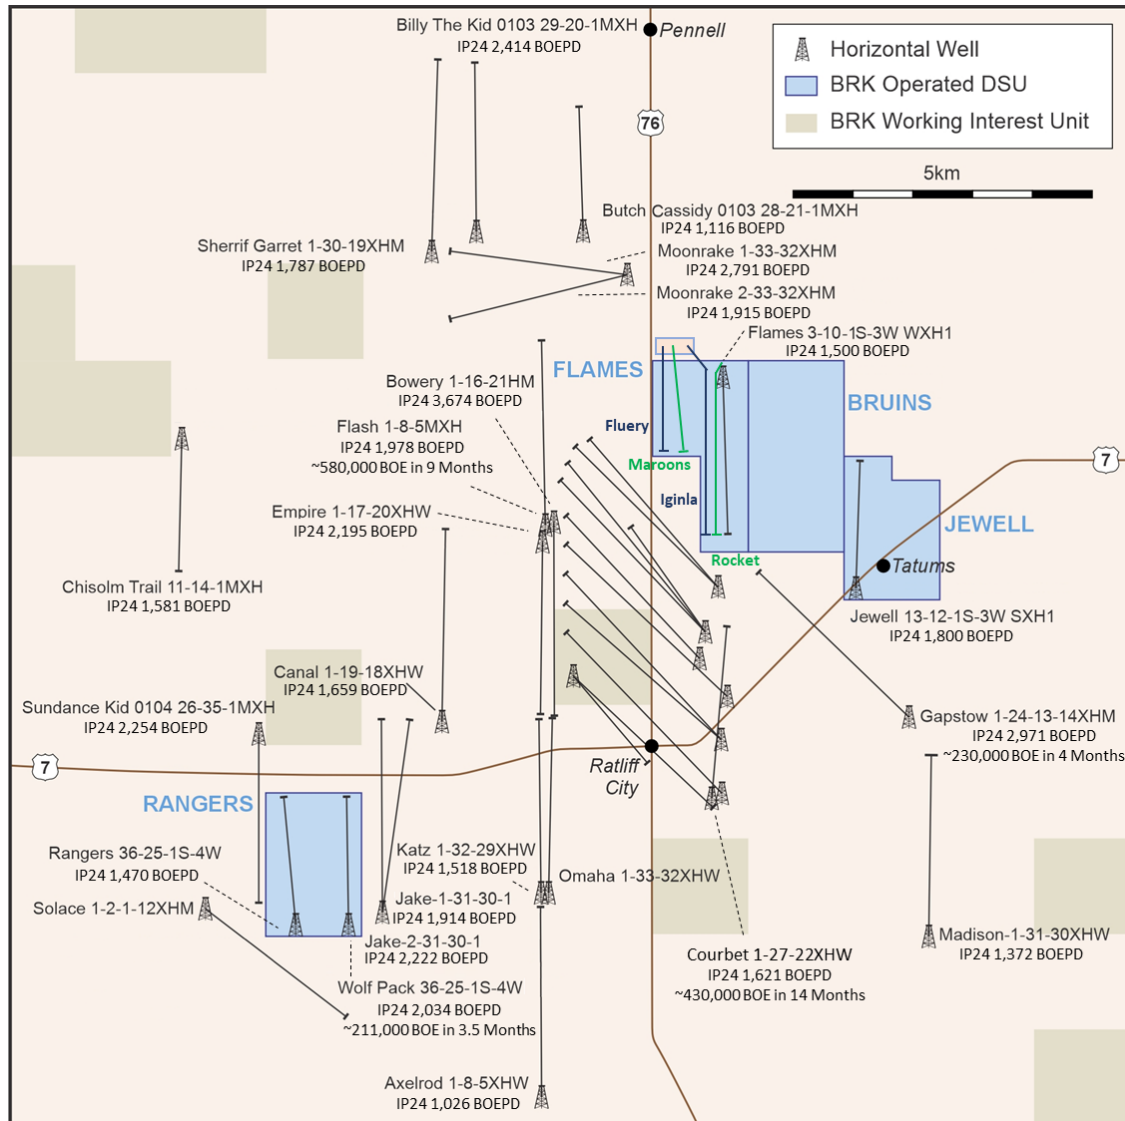 Billy The Kid 0103 29-20-1MXH
IP24 2,414 BOEPD
Pennell
76
Horizontal Well
BRK Operated DSU
BRK Working Interest Unit
5km
Butch Cassidy 0103 28-21-1MXH
IP24 1,116 BOEPD
Sherrif Garret 1-30-19XHM
IP24 1,787 BOEPD
Moonrake 1-33-32XHM
IP24 2,791 BOEPD
Moonrake 2-33-32XHM
IP24 1,915 BOEPD
Flames 3-10-1S-3W WXH1
IP24 1,500 BOEPD
FLAMES
BRUINS
Bowery 1-16-21HM
IP24 3,674 BOEPD
Flash 1-8-5MXH
IP24 1,978 BOEPD
~580,000 BOE in 9 Months
Fluery
Maroons
7
Iginla
Empire 1-17-20XHW
IP24 2,195 BOEPD
JEWELL
Rocket
Tatums
Chisolm Trail 11-14-1MXH
IP24 1,581 BOEPD
Jewell 13-12-1S-3W SXH1
IP24 1,800 BOEPD
Canal 1-19-18XHW
IP24 1,659 BOEPD
Sundance Kid 0104 26-35-1MXH
IP24 2,254 BOEPD
Gapstow 1-24-13-14XHM
IP24 2,971 BOEPD
~230,000 BOE in 4 Months
7
Ratliff
City
RANGERS
Rangers 36-25-1S-4W
IP24 1,470 BOEPD
Katz 1-32-29XHW
IP24 1,518 BOEPD
Omaha 1-33-32XHW
Solace 1-2-1-12XHM
Jake-1-31-30-1
IP24 1,914 BOEPD
Jake-2-31-30-1
IP24 2,222 BOEPD
Madison-1-31-30XHW
IP24 1,372 BOEPD
Courbet 1-27-22XHW
IP24 1,621 BOEPD
~430,000 BOE in 14 Months
Wolf Pack 36-25-1S-4W
IP24 2,034 BOEPD
~211,000 BOE in 3.5 Months
Axelrod 1-8-5XHW
IP24 1,026 BOEPD